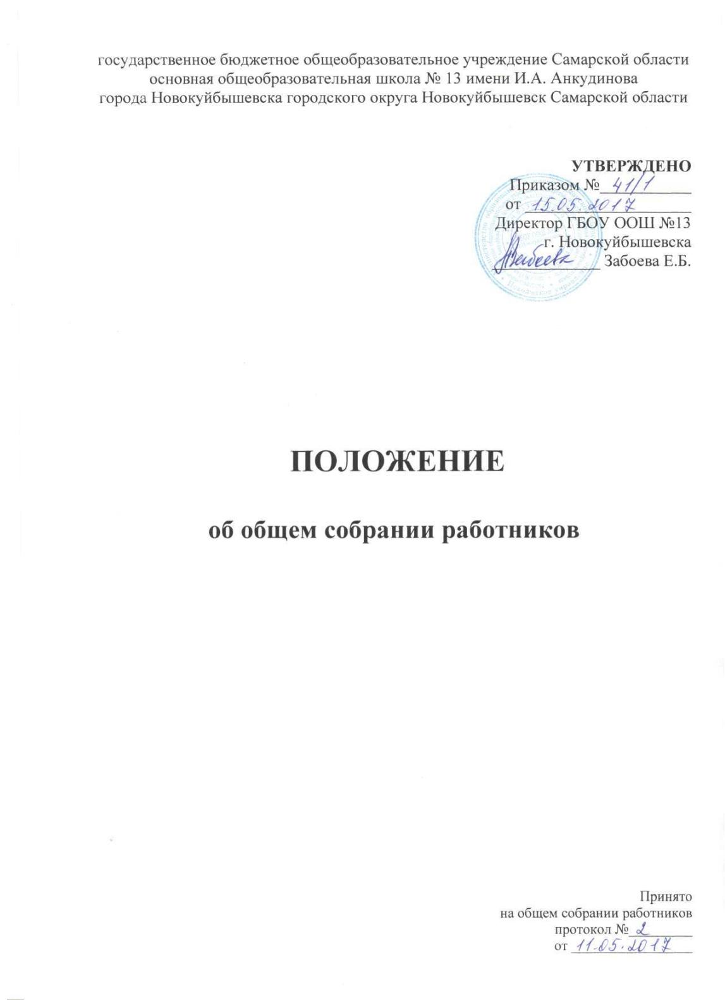 государственное бюджетное общеобразовательное учреждение Самарской области
основная общеобразовательная школа № 13 имени И.А. Анкудинова
города Новокуйбышевска городского округа Новокуйбышевск Самарской области
УТВЕРЖДЕНО
Приказом № 41/1
от 15.05.2017
Директор ГБОУ ООШ №13
г. Новокуйбышевска
Забоева Е.Б.
ПОЛОЖЕНИЕ
об общем собрании работников
Принято
на общем собрании работников
протокол № 2
от 11.05.2017